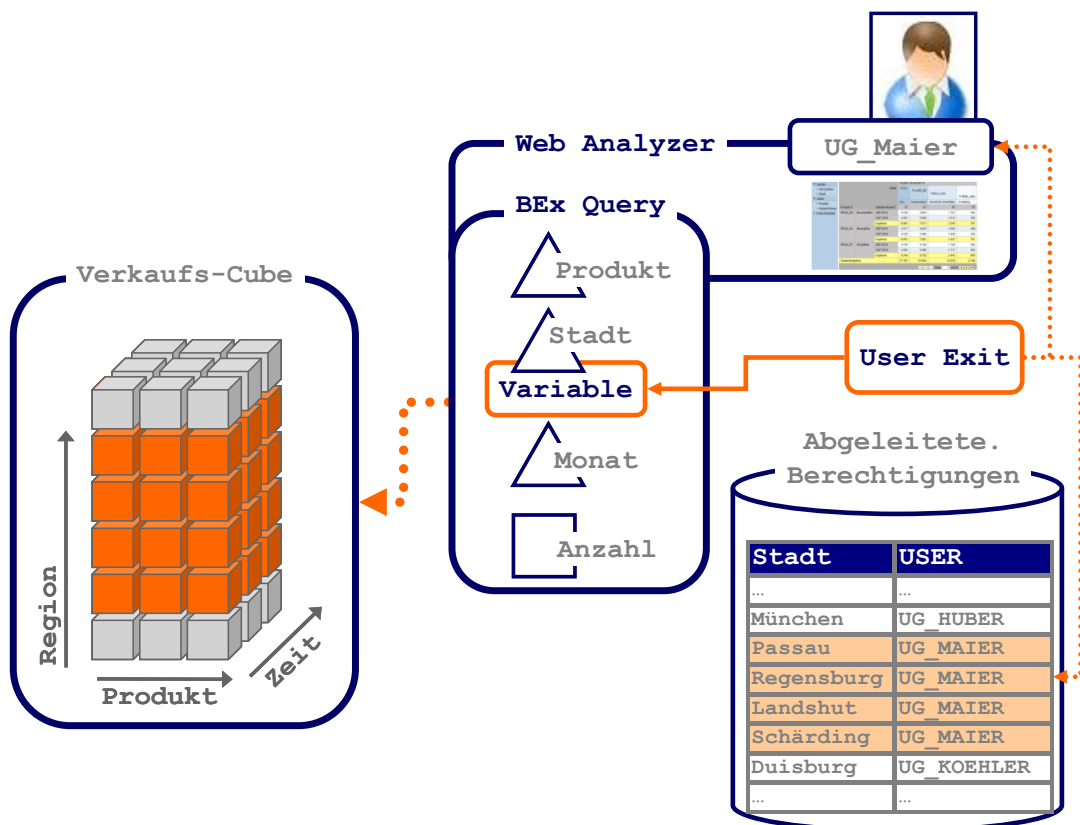 Web Analyzer
UG_Maier
BEx Query
Produkt
Stadt
Variable
Monat
Anzahl
Verkaufs-Cube
Region
Produkt
Zeit
User Exit
Abgeleitete.
Berechtigungen
Stadt USER
… …
München UG_HUBER
Passau UG_MAIER
Regensburg UG_MAIER
Landshut UG_MAIER
Schärding UG_MAIER
Duisburg UG_KOEHLER
… …